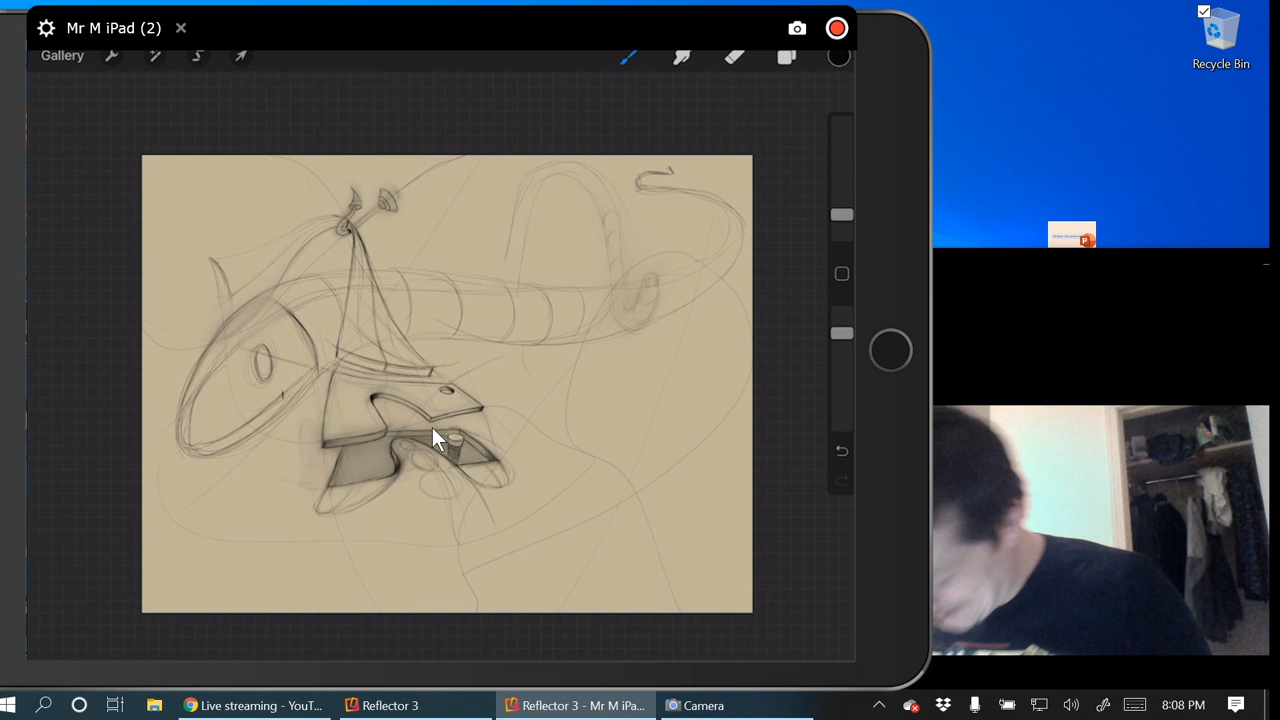 Mr M iPad (2)
Gallery
Recycle Bin
Live streaming - YouT...
Reflector 3
Reflector 3 - Mr M iPa...
Camera
8:08 PM